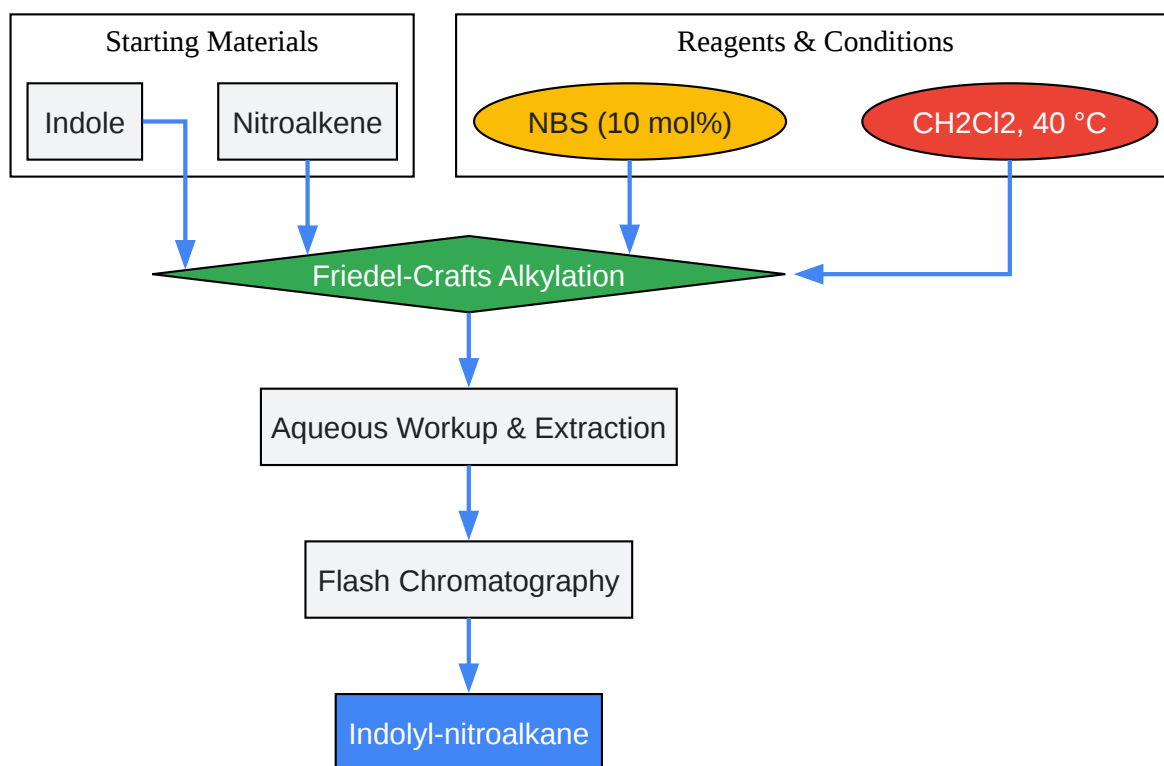 Starting Materials
Reagents & Conditions
Indole
Nitroalkene
NBS (10 mol%)
CH2Cl2, 40 °C
Friedel-Crafts Alkylation
Aqueous Workup & Extraction
Flash Chromatography
Indolyl-nitroalkane